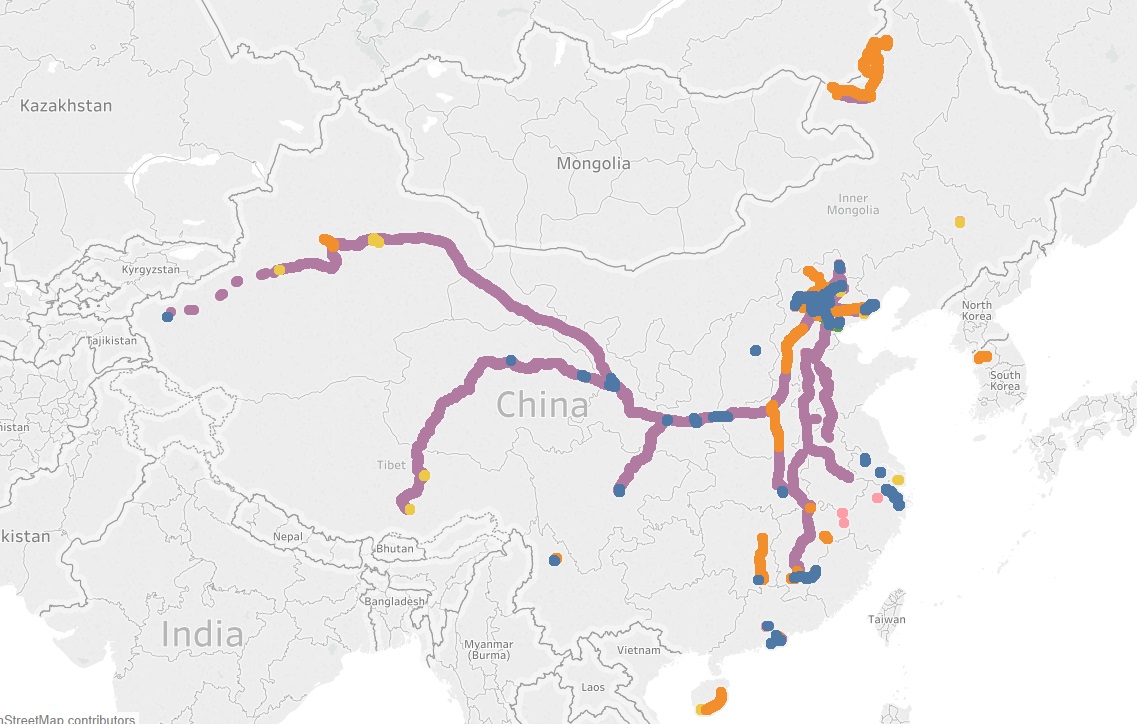 Kazakhstan
Mongolia
Inner
Mongolia
Kyrgyzstan
Tajikistan
North
Korea
South
Korea
China
Tibet
nistan
kistan
Nepal
Bhutan
Bangladesh
India
Myanmar
(Burma)
Vietnam
Laos
Taiwan
nStreetMap contributors